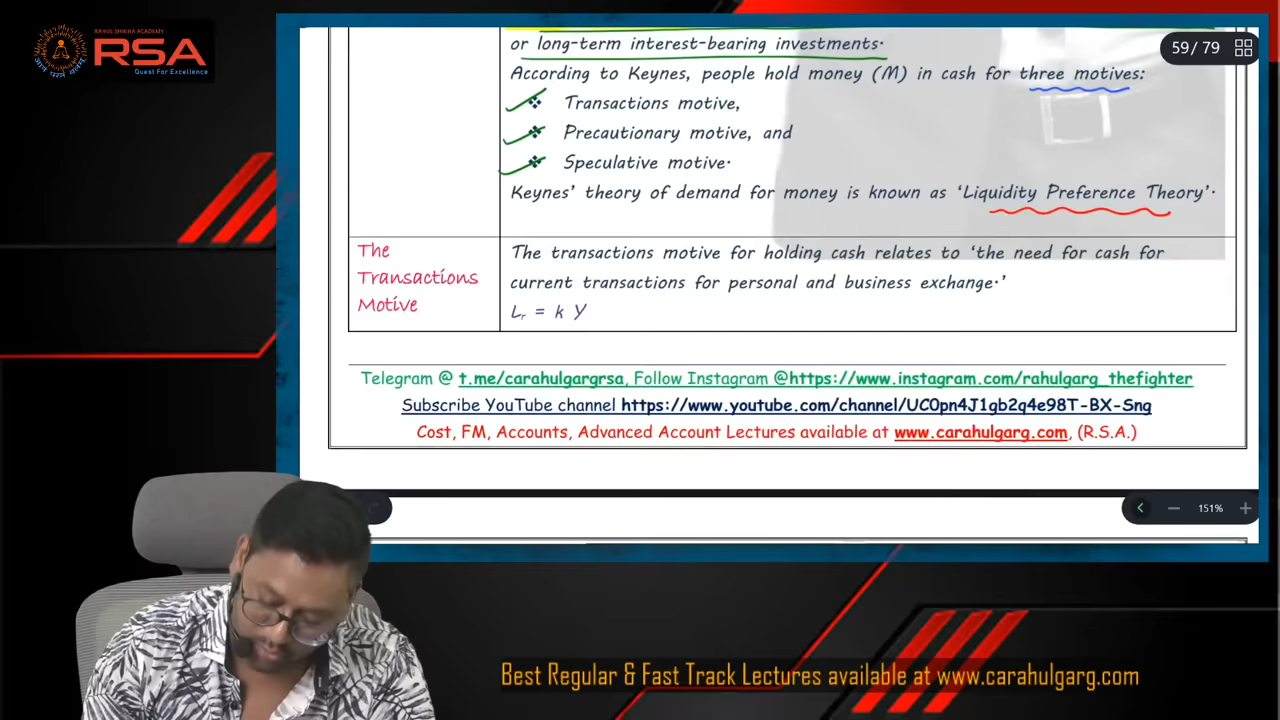 RAHUL SHIKHA ACADEMY
RSA
Quest For Excellence
59 / 79
or long-term interest-bearing investments.
According to Keynes, people hold money (M) in cash for three motives:
❖ Transactions motive,
❖ Precautionary motive, and
❖ Speculative motive.
Keynes' theory of demand for money is known as 'Liquidity Preference Theory'.
The
Transactions
Motive
The transactions motive for holding cash relates to 'the need for cash for
current transactions for personal and business exchange.'
Lr = k Y
Telegram @ t.me/carahulgargrsa, Follow Instagram @https://www.instagram.com/rahulgarg_thefighter
Subscribe YouTube channel https://www.youtube.com/channel/UC0pn4J1gb2q4e98T-BX-Sng
Cost, FM, Accounts, Advanced Account Lectures available at www.carahulgarg.com, (R.S.A.)
151%
Best Regular & Fast Track Lectures available at www.carahulgarg.com